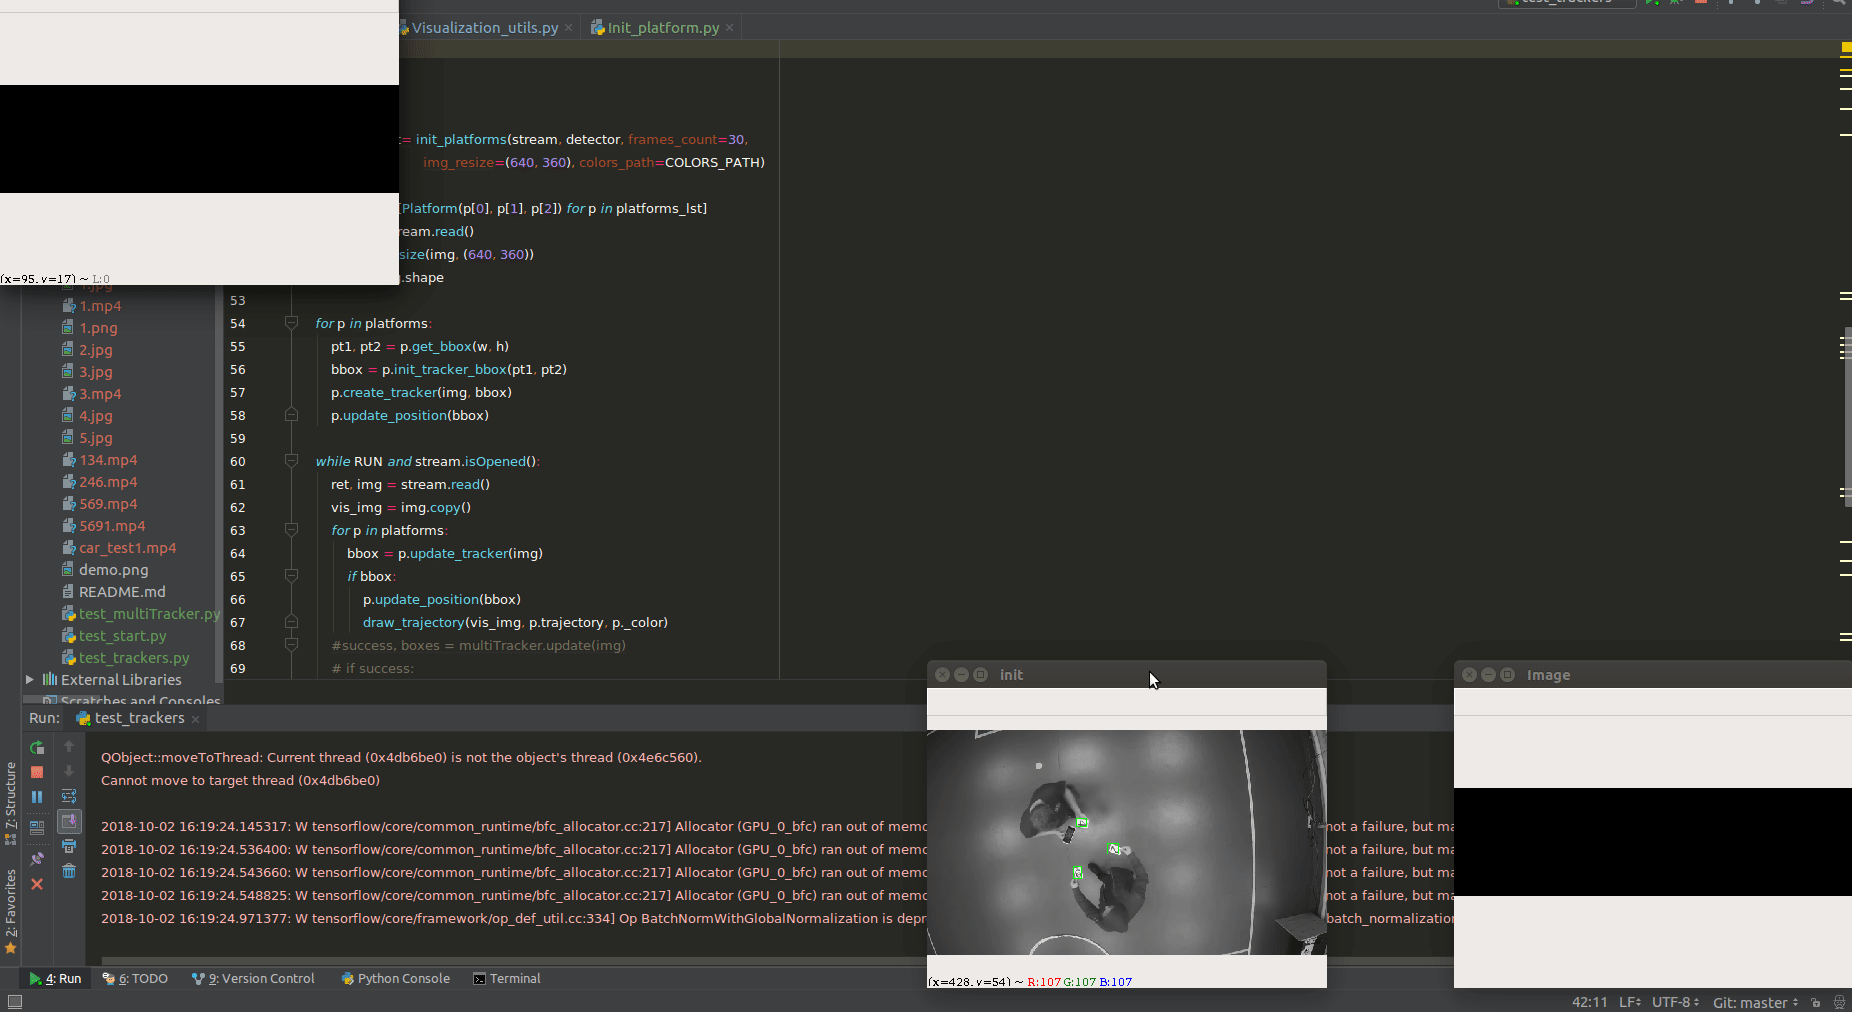 test_trackers
Visualization_utils.py
Init_platform.py
= init_platforms(stream, detector, frames_count=30,
img_resize=(640, 360), colors_path=COLORS_PATH)
[Platform(p[0], p[1], p[2]) for p in platforms_lst]
ream.read()
size(img, (640, 360))
.shape
(x=95, y=17) ~ L:0
1.jpg
1.mp4
1.png
2.jpg
3.jpg
3.mp4
4.jpg
5.jpg
134.mp4
246.mp4
569.mp4
5691.mp4
car_test1.mp4
demo.png
README.md
test_multiTracker.py
test_start.py
test_trackers.py
External Libraries
Scratches and Consoles
53
54 for p in platforms:
55 pt1, pt2 = p.get_bbox(w, h)
56 bbox = p.init_tracker_bbox(pt1, pt2)
57 p.create_tracker(img, bbox)
58 p.update_position(bbox)
59
60 while RUN and stream.isOpened():
61 ret, img = stream.read()
62 vis_img = img.copy()
63 for p in platforms:
64 bbox = p.update_tracker(img)
65 if bbox:
66 p.update_position(bbox)
67 draw_trajectory(vis_img, p.trajectory, p._color)
68 #success, boxes = multiTracker.update(img)
69 # if success:
Run: test_trackers
QObject::moveToThread: Current thread (0x4db6be0) is not the object's thread (0x4e6c560).
Cannot move to target thread (0x4db6be0)
2018-10-02 16:19:24.145317: W tensorflow/core/common_runtime/bfc_allocator.cc:217] Allocator (GPU_0_bfc) ran out of memo not a failure, but ma
2018-10-02 16:19:24.536400: W tensorflow/core/common_runtime/bfc_allocator.cc:217] Allocator (GPU_0_bfc) ran out of memo not a failure, but ma
2018-10-02 16:19:24.543660: W tensorflow/core/common_runtime/bfc_allocator.cc:217] Allocator (GPU_0_bfc) ran out of memo not a failure, but ma
2018-10-02 16:19:24.548825: W tensorflow/core/common_runtime/bfc_allocator.cc:217] Allocator (GPU_0_bfc) ran out of memo not a failure, but ma
2018-10-02 16:19:24.971377: W tensorflow/core/framework/op_def_util.cc:334] Op BatchNormWithGlobalNormalization is depr batch_normalization
init
(x=428, y=54) ~ R:107 G:107 B:107
Image
7: Structure
2: Favorites
4: Run
6: TODO
9: Version Control
Python Console
Terminal
42:11 LF UTF-8 Git: master